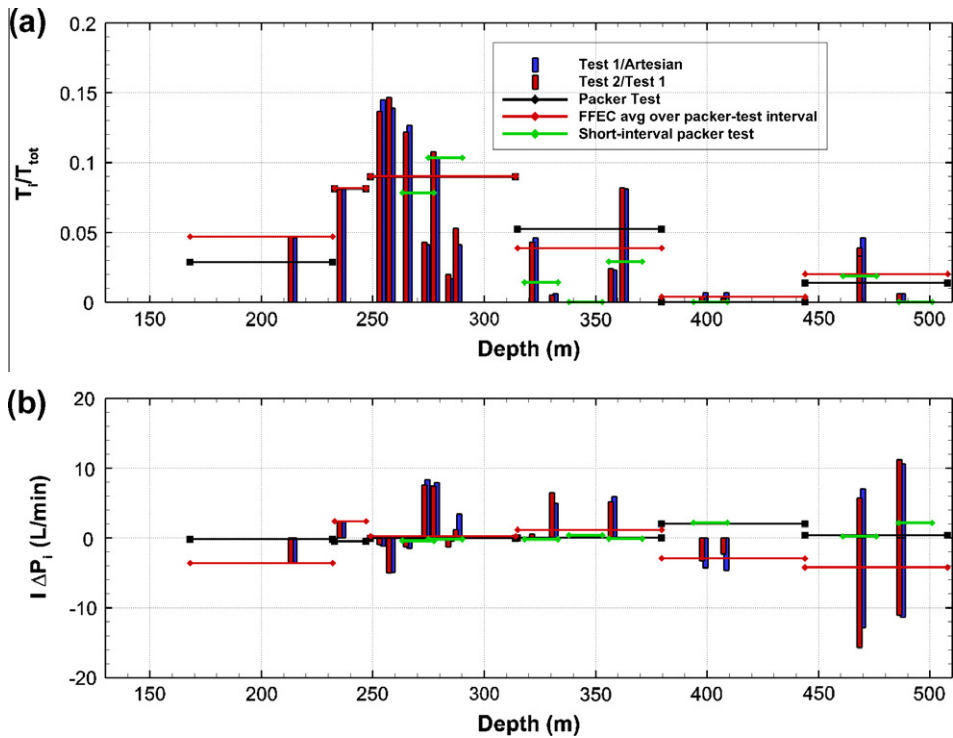 (a)
0.2
0.15
0.1
0.05
0
T_i/T_tot
Test 1/Artesian
Test 2/Test 1
Packer Test
FFEC avg over packer-test interval
Short-interval packer test
150 200 250 300 350 400 450 500
Depth (m)
(b)
20
10
0
-10
-20
I ΔP_i (L/min)
150 200 250 300 350 400 450 500
Depth (m)